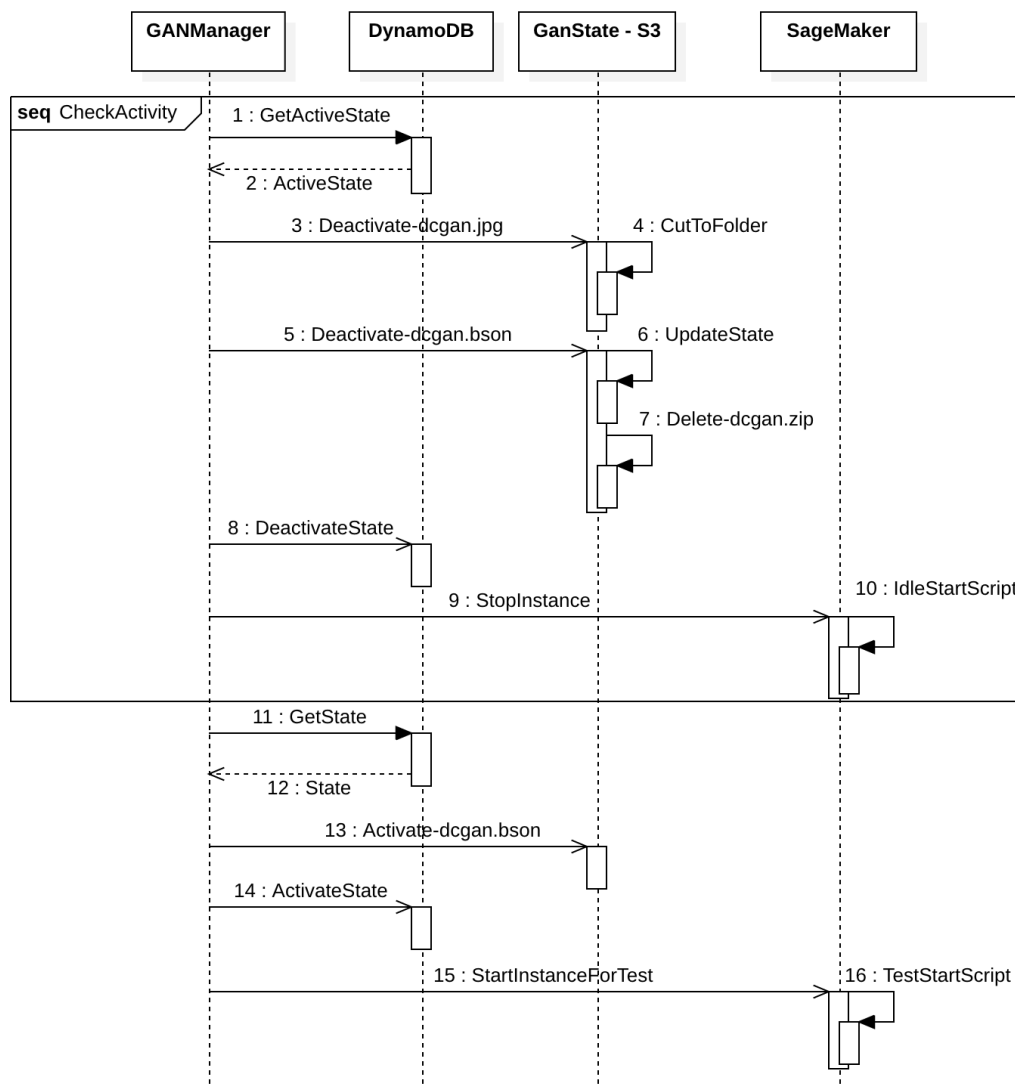 GANManager
DynamoDB
GanState - S3
SageMaker
seq CheckActivity
1 : GetActiveState
2 : ActiveState
3 : Deactivate-dcgan.jpg
4 : CutToFolder
5 : Deactivate-dcgan.bson
6 : UpdateState
7 : Delete-dcgan.zip
8 : DeactivateState
9 : StopInstance
10 : IdleStartScript
11 : GetState
12 : State
13 : Activate-dcgan.bson
14 : ActivateState
15 : StartInstanceForTest
16 : TestStartScript